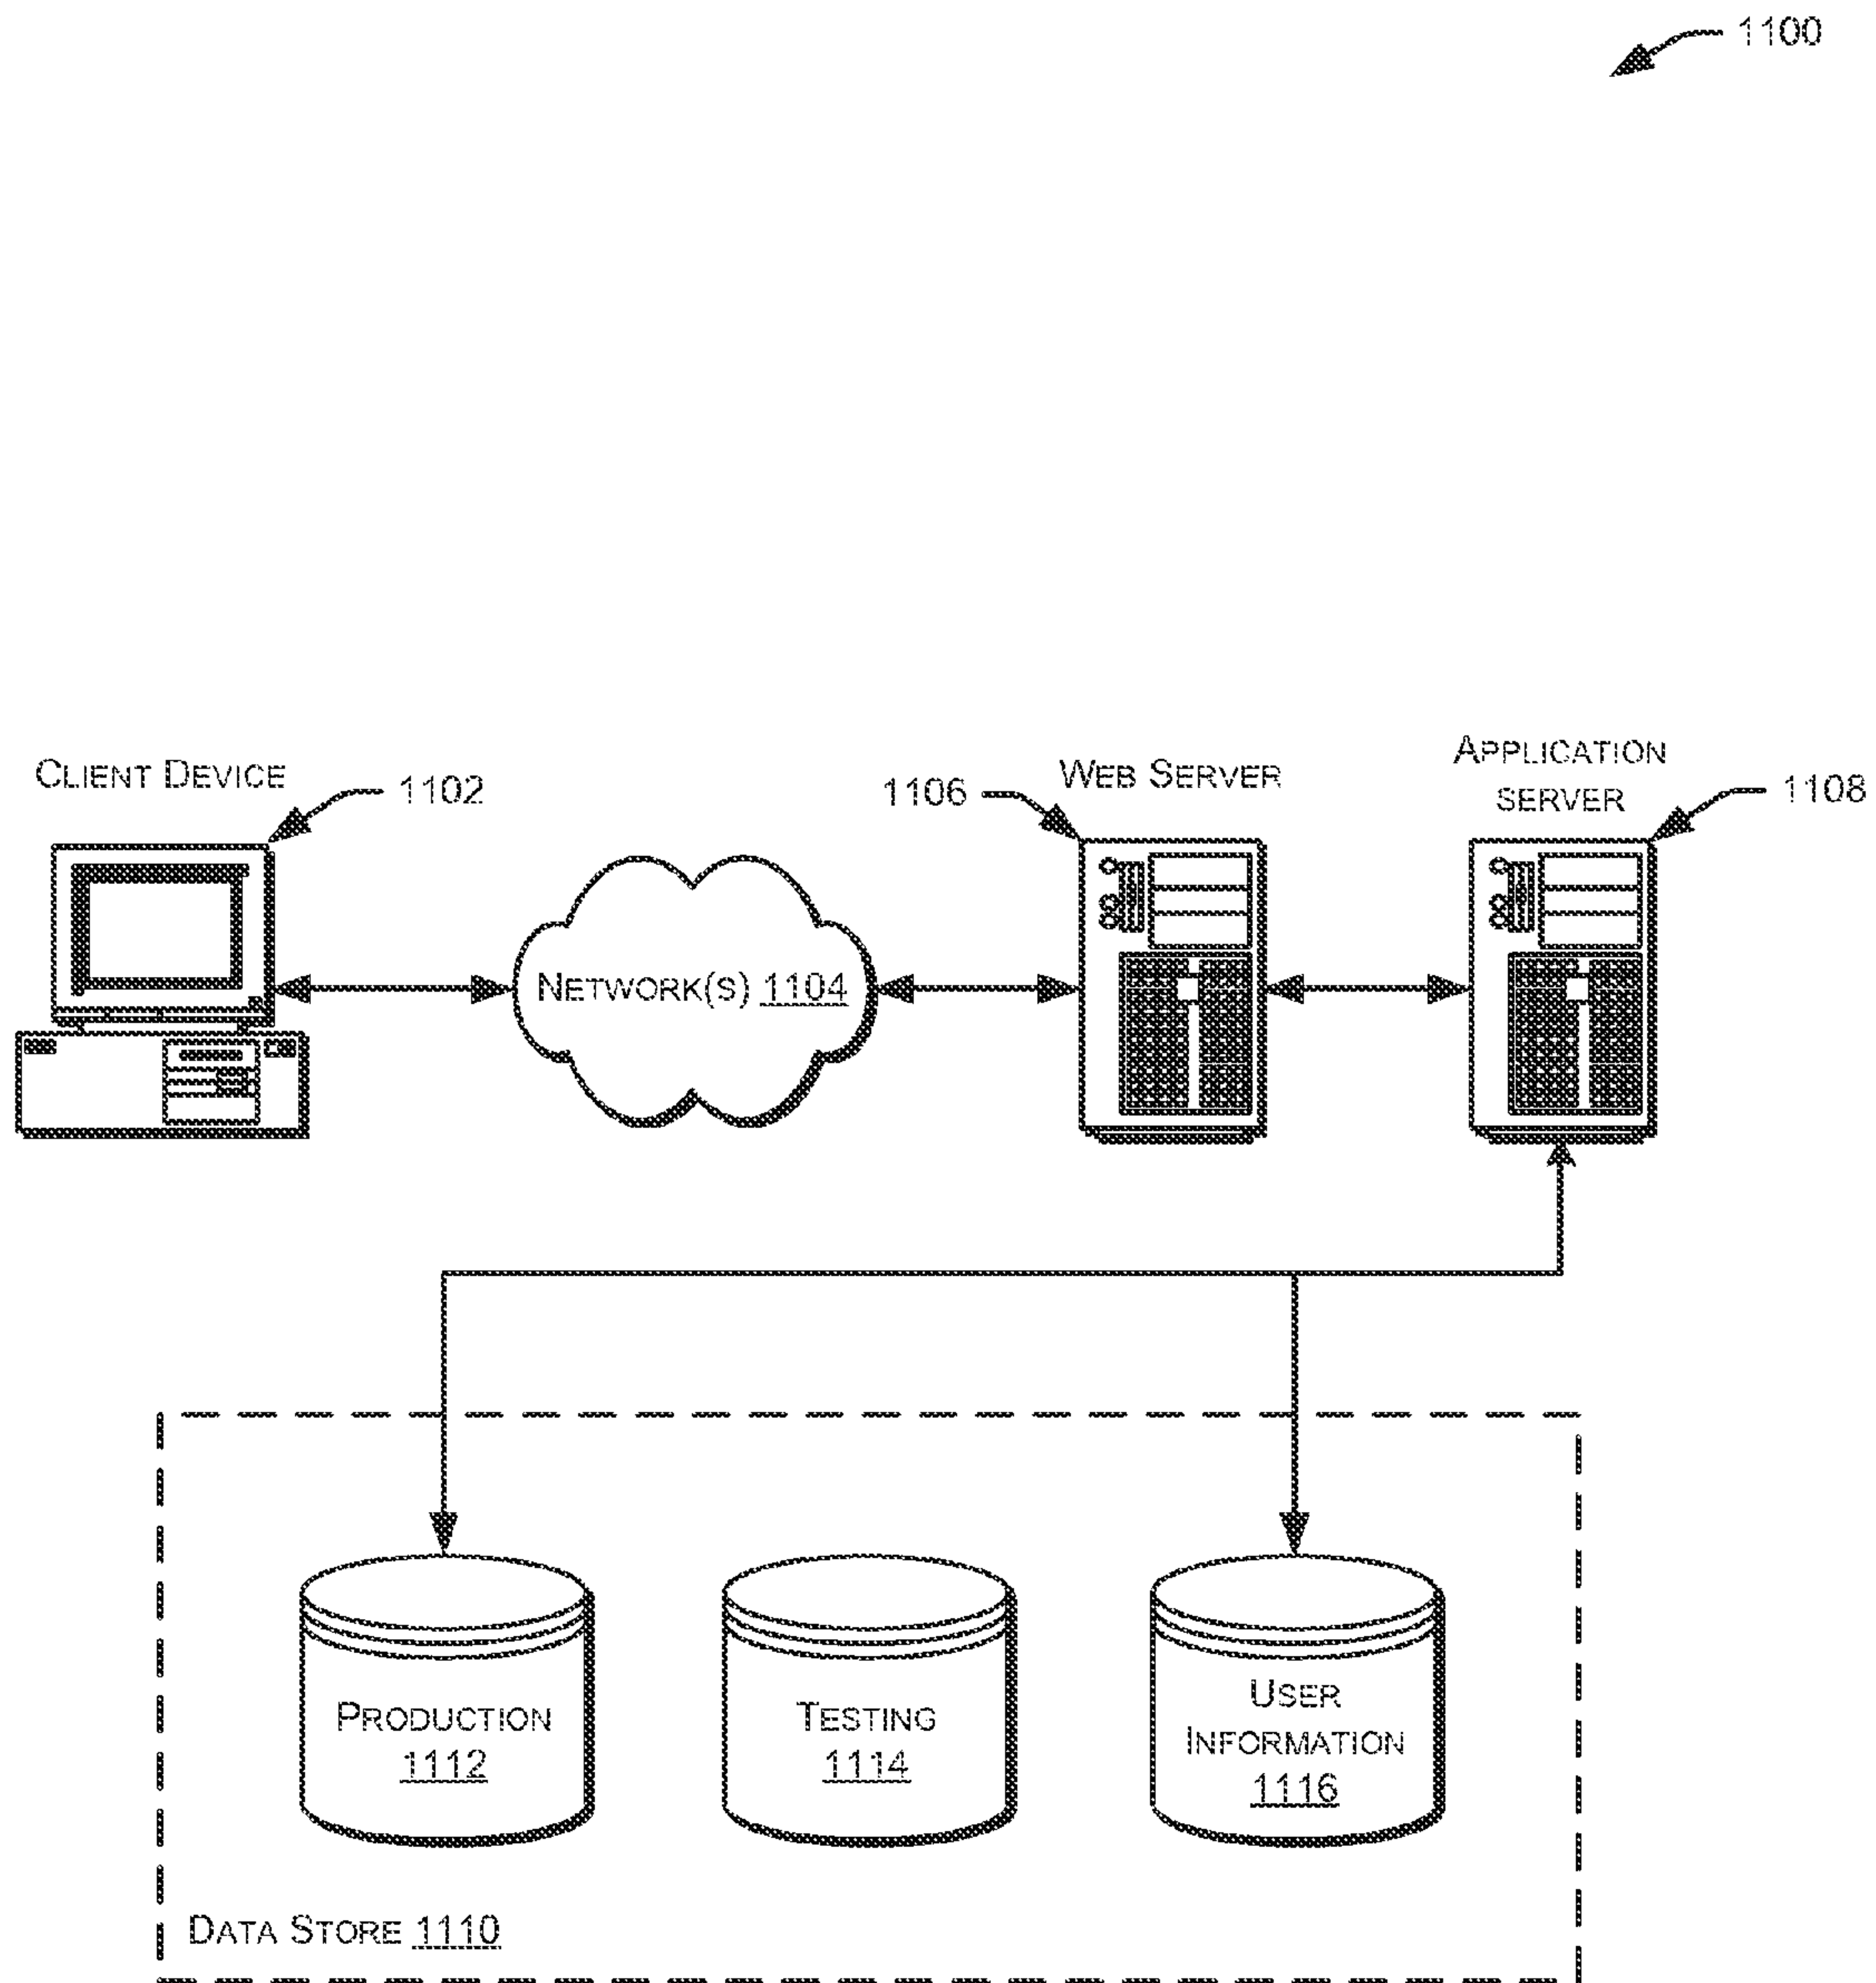 1100
CLIENT DEVICE
1102
1106
WEB SERVER
APPLICATION
SERVER
1108
NETWORK(S) 1104
PRODUCTION
1112
TESTING
1114
USER
INFORMATION
1116
DATA STORE 1110